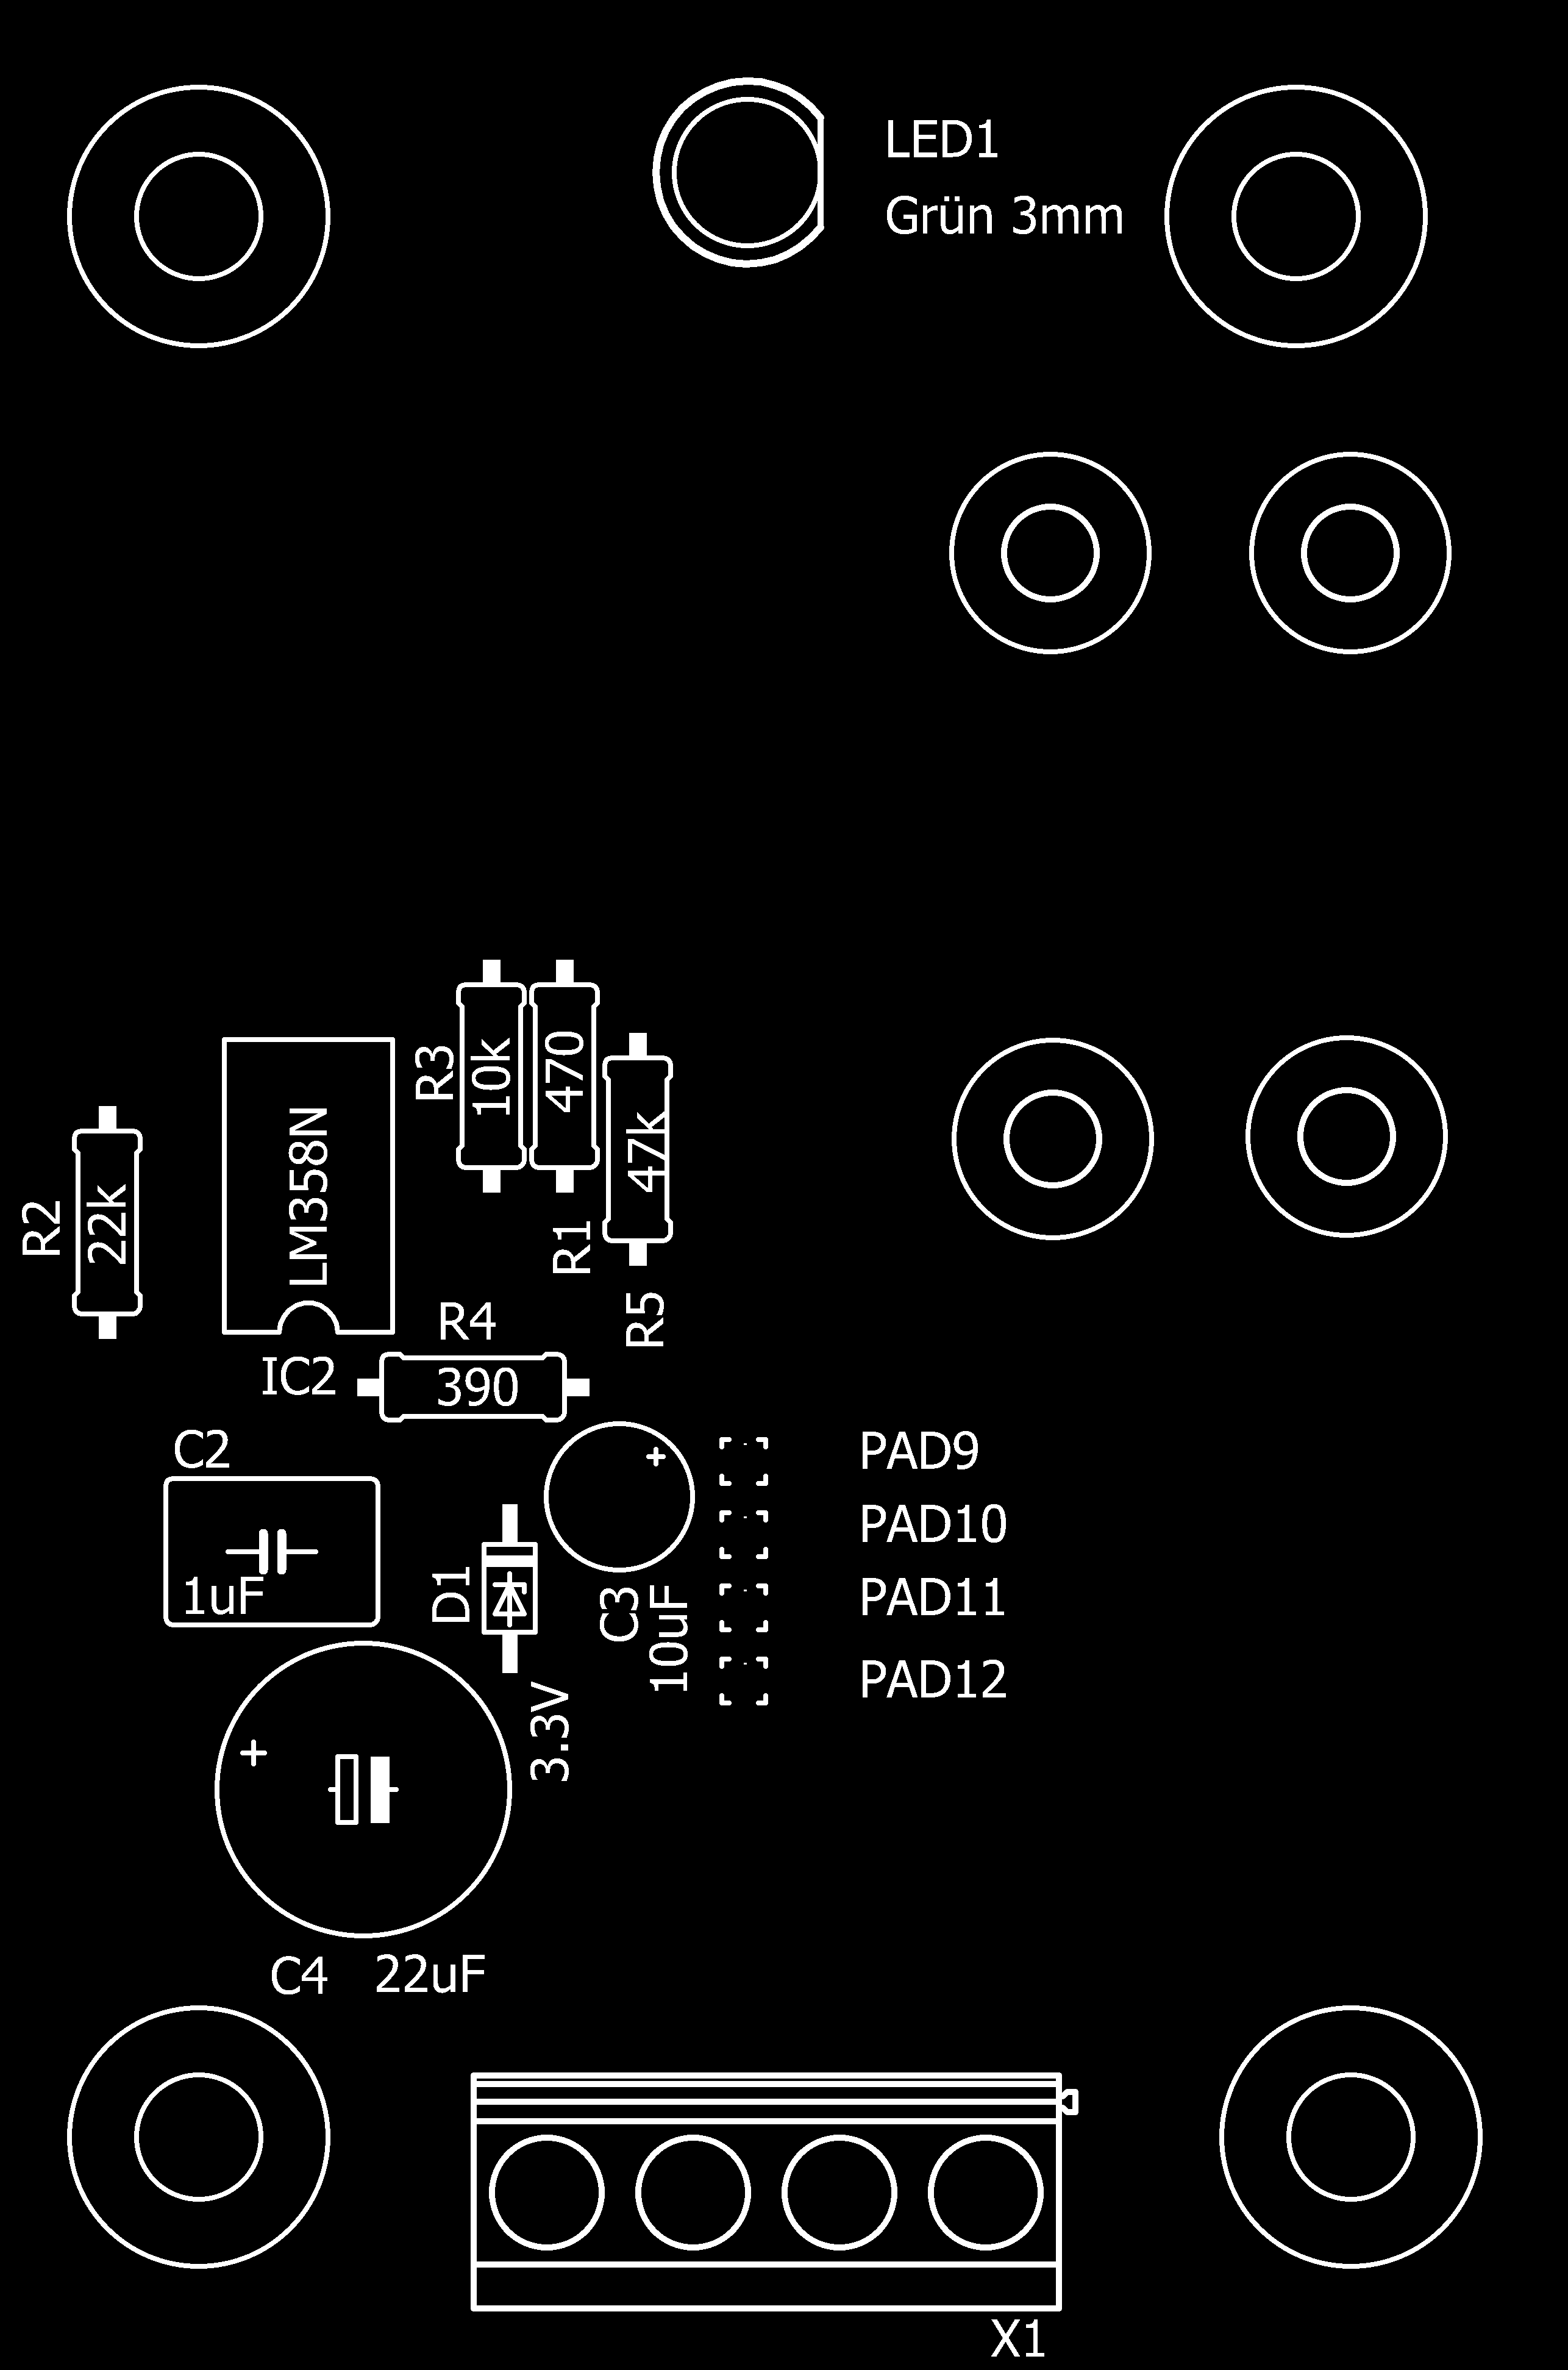 LED1
Grün 3mm
R3
10k
470
47k
R1
R5
LM358N
R2
22k
IC2
R4
390
C2
1uF
D1
3.3V
C3
10uF
PAD9
PAD10
PAD11
PAD12
C4
22uF
X1